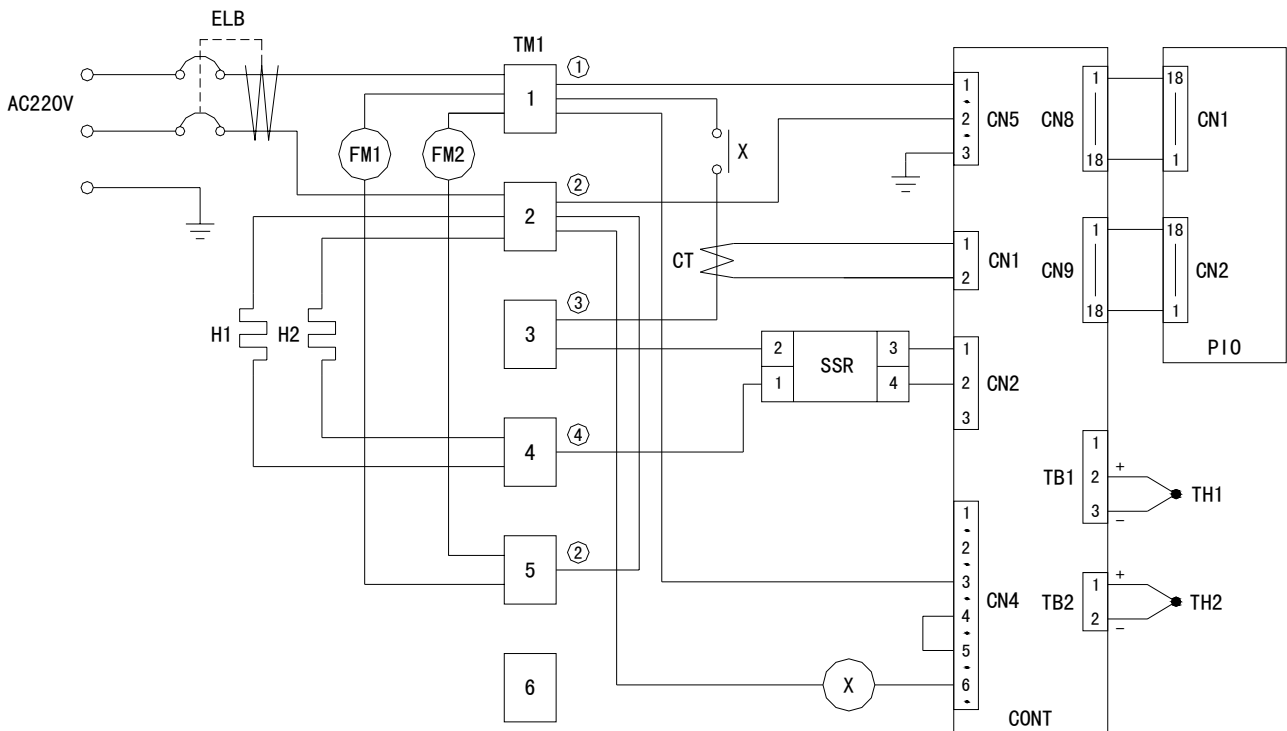 ELB
AC220V
TM1
FM1
FM2
H1
H2
1
①
2
②
3
③
4
④
5
②
6
X
CT
2
1
SSR
3
4
X
1
2
3
CN5
1
2
CN1
1
2
3
CN2
1
2
3
4
5
6
CN4
CONT
CN8
1
18
CN9
1
18
TB1
1
2
3
+
−
TH1
TB2
1
2
+
−
TH2
18
1
CN1
18
1
CN2
PIO